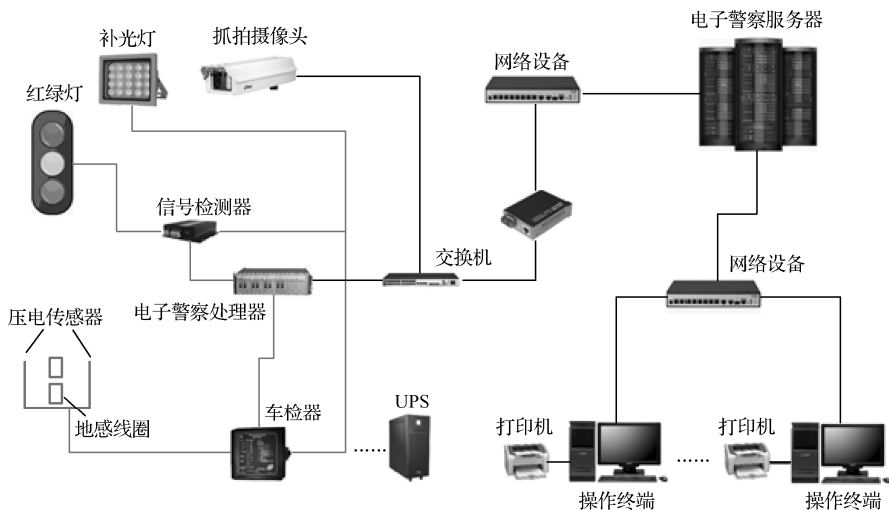 电子警察服务器
补光灯
抓拍摄像头
网络设备
红绿灯
信号检测器
交换机
网络设备
电子警察处理器
压电传感器
UPS
车检器
地感线圈
打印机
打印机
......
......
操作终端
操作终端